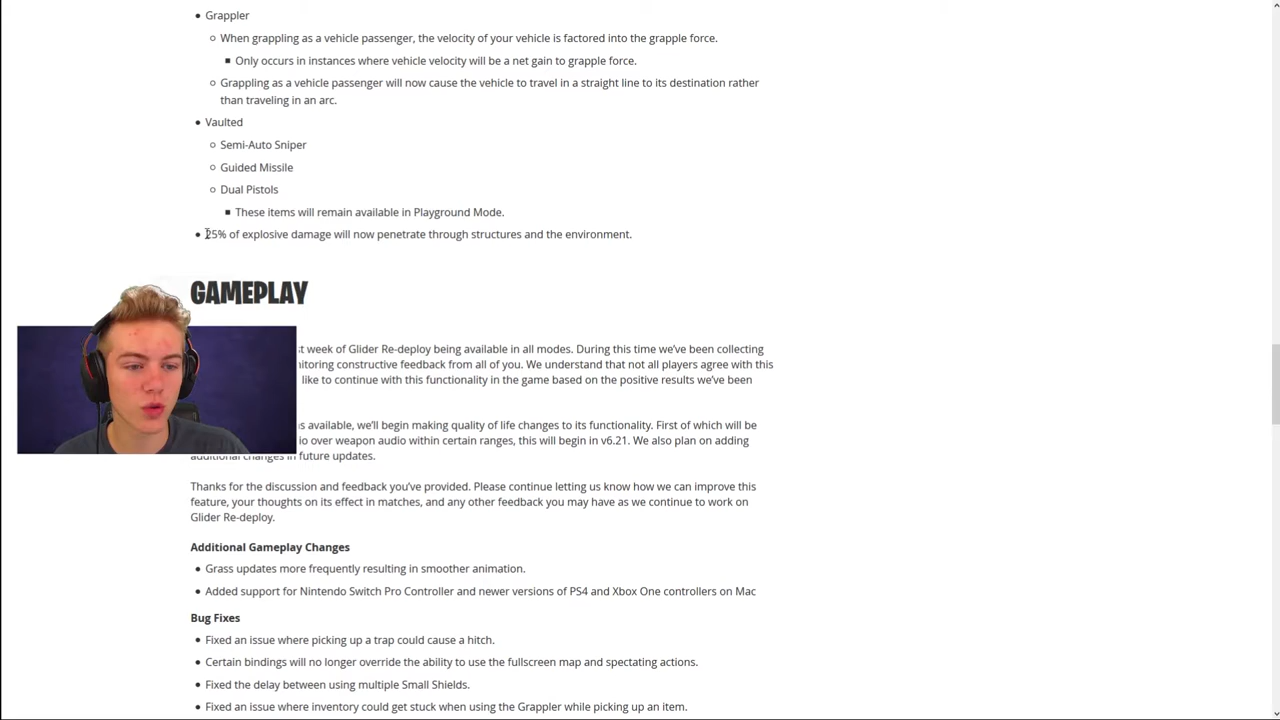 Grappler
When grappling as a vehicle passenger, the velocity of your vehicle is factored into the grapple force.
Only occurs in instances where vehicle velocity will be a net gain to grapple force.
Grappling as a vehicle passenger will now cause the vehicle to travel in a straight line to its destination rather
than traveling in an arc.
Vaulted
Semi-Auto Sniper
Guided Missile
Dual Pistols
These items will remain available in Playground Mode.
25% of explosive damage will now penetrate through structures and the environment.
GAMEPLAY
week of Glider Re-deploy being available in all modes. During this time we've been collecting
constructive feedback from all of you. We understand that not all players agree with this
like to continue with this functionality in the game based on the positive results we've been
available, we'll begin making quality of life changes to its functionality. First of which will be
over weapon audio within certain ranges, this will begin in v6.21. We also plan on adding
additional changes in future updates.
Thanks for the discussion and feedback you've provided. Please continue letting us know how we can improve this
feature, your thoughts on its effect in matches, and any other feedback you may have as we continue to work on
Glider Re-deploy.
Additional Gameplay Changes
Grass updates more frequently resulting in smoother animation.
Added support for Nintendo Switch Pro Controller and newer versions of PS4 and Xbox One controllers on Mac
Bug Fixes
Fixed an issue where picking up a trap could cause a hitch.
Certain bindings will no longer override the ability to use the fullscreen map and spectating actions.
Fixed the delay between using multiple Small Shields.
Fixed an issue where inventory could get stuck when using the Grappler while picking up an item.